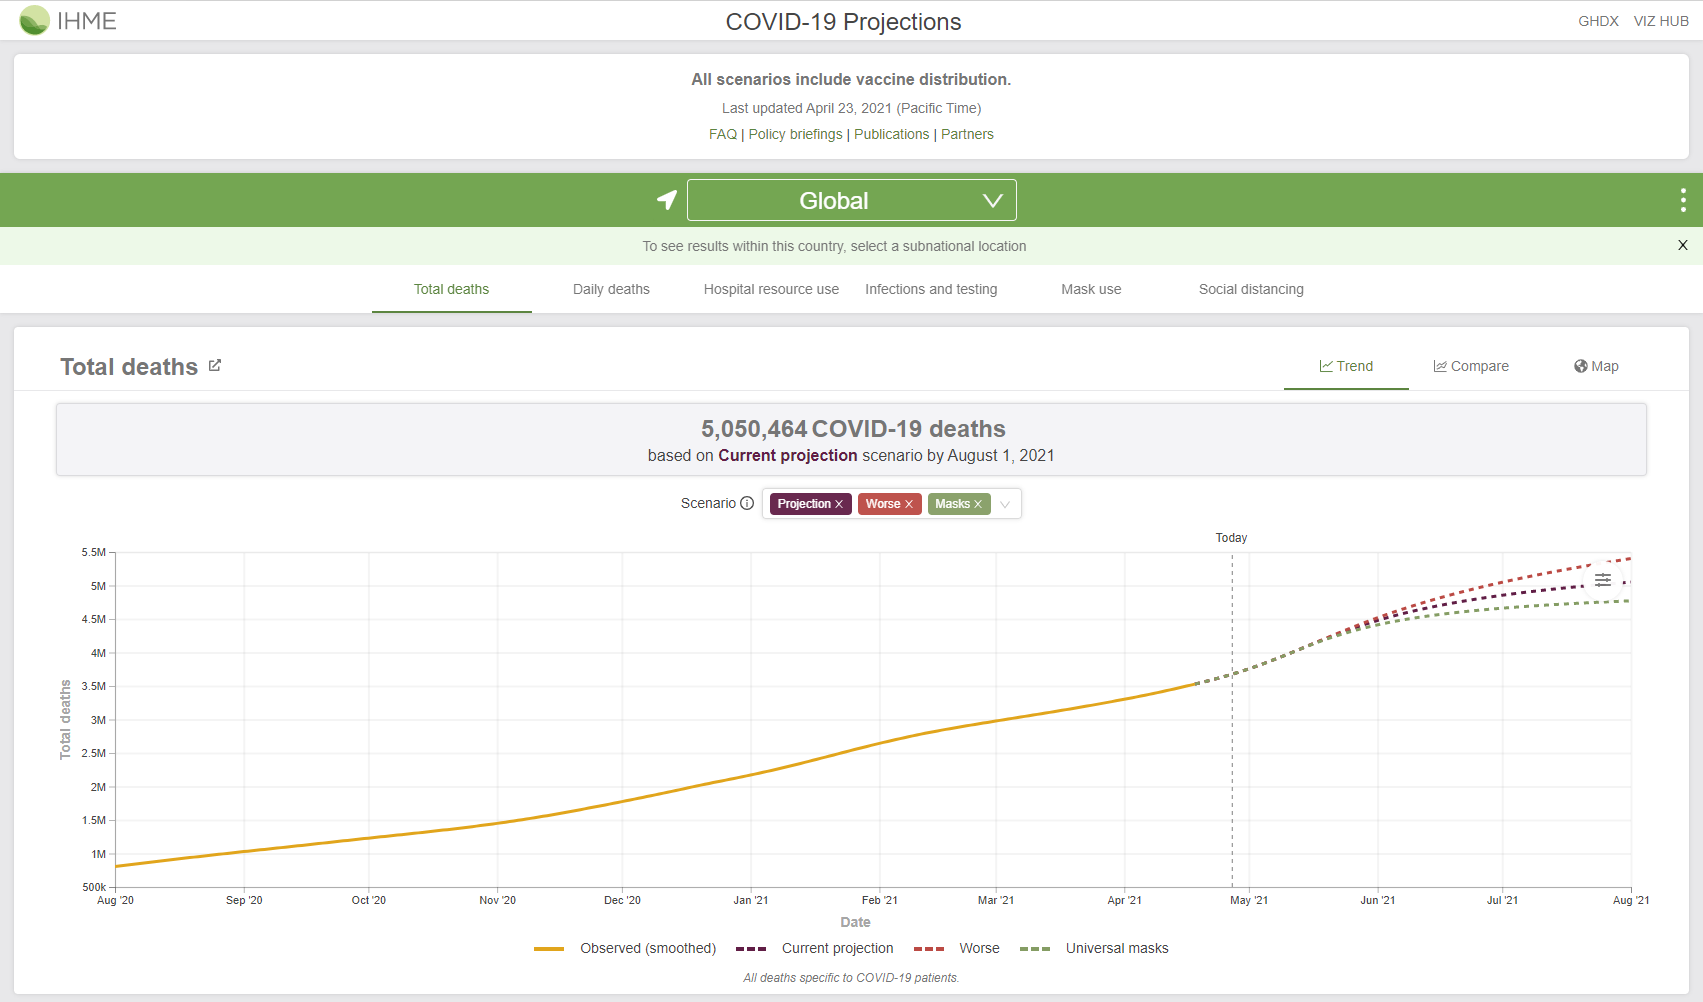 IHME
COVID-19 Projections
GHDX VIZ HUB
All scenarios include vaccine distribution.
Last updated April 23, 2021 (Pacific Time)
FAQ | Policy briefings | Publications | Partners
Global
To see results within this country, select a subnational location
X
Total deaths Daily deaths Hospital resource use Infections and testing Mask use Social distancing
Total deaths
Trend Compare Map
5,050,464 COVID-19 deaths
based on Current projection scenario by August 1, 2021
Scenario Projection X Worse X Masks X
Today
5.5M
5M
4.5M
4M
3.5M
3M
2.5M
2M
1.5M
1M
500k
Total deaths
Aug '20 Sep '20 Oct '20 Nov '20 Dec '20 Jan '21 Feb '21 Mar '21 Apr '21 May '21 Jun '21 Jul '21 Aug '21
Date
Observed (smoothed) Current projection Worse Universal masks
All deaths specific to COVID-19 patients.